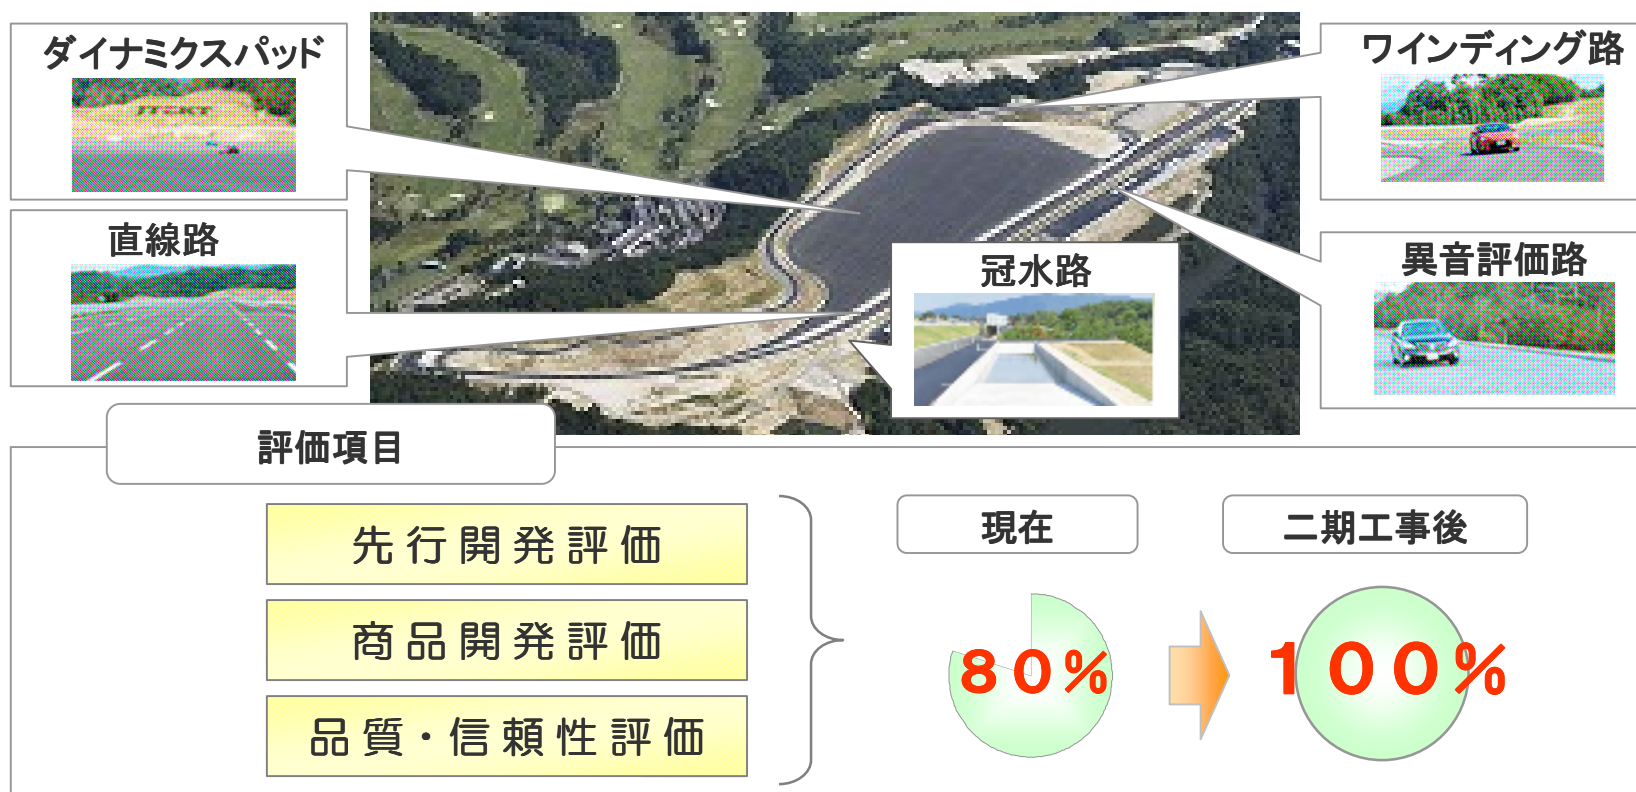 ダイナミクスパッド
JTEKT
直線路
ワインディング路
異音評価路
冠水路
評価項目
先行開発評価
商品開発評価
品質・信頼性評価
現在
80%
二期工事後
100%